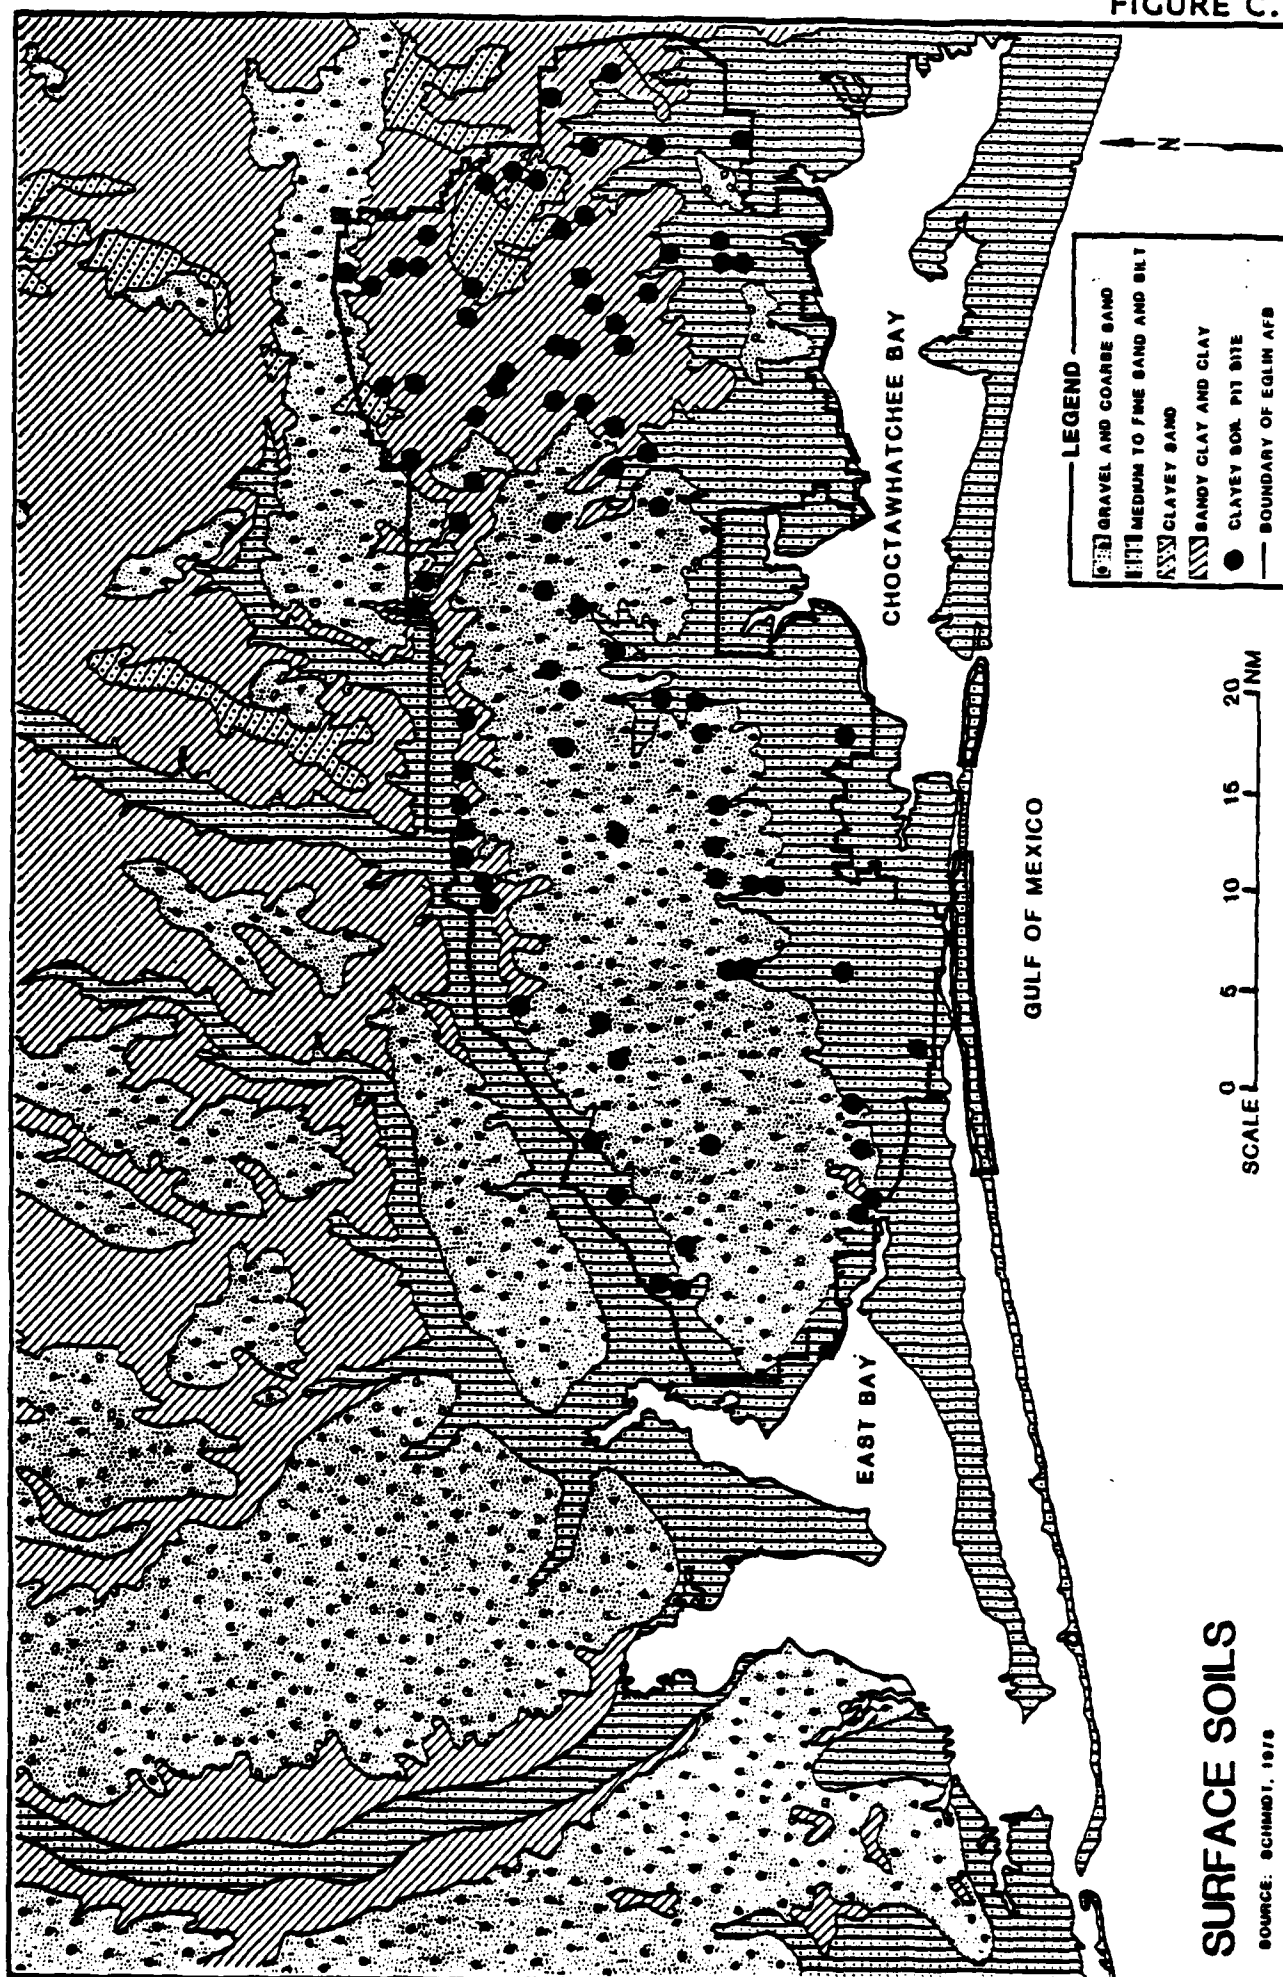 FIGURE C.
CHOCTAWHATCHEE BAY
EAST BAY
GULF OF MEXICO
N
LEGEND
GRAVEL AND COARSE SAND
MEDIUM TO FINE SAND AND SILT
CLAYEY SAND
SANDY CLAY AND CLAY
CLAYEY SOIL PIT SITE
BOUNDARY OF EGLIN AFB
SCALE 0 5 10 15 20 NM
SURFACE SOILS
SOURCE: SCHMIDT, 1978